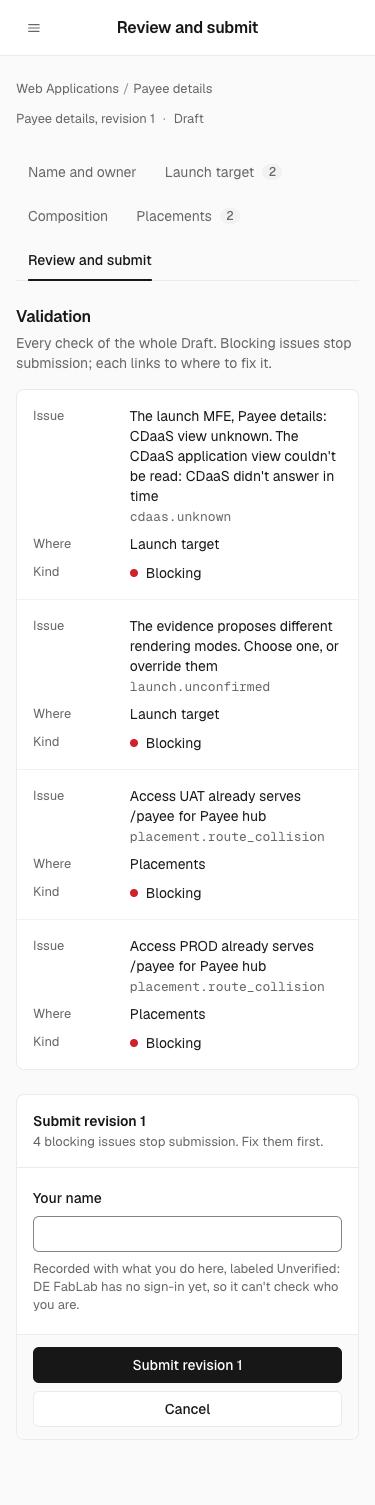 Review and submit
Web Applications / Payee details
Payee details, revision 1 · Draft
Name and owner
Launch target 2
Composition
Placements 2
Review and submit
Validation
Every check of the whole Draft. Blocking issues stop
submission; each links to where to fix it.
Issue
The launch MFE, Payee details:
CDaaS view unknown. The
CDaaS application view couldn't
be read: CDaaS didn't answer in
time
cdaas.unknown
Where
Launch target
Kind
Blocking
Issue
The evidence proposes different
rendering modes. Choose one, or
override them
launch.unconfirmed
Where
Launch target
Kind
Blocking
Issue
Access UAT already serves
/payee for Payee hub
placement.route_collision
Where
Placements
Kind
Blocking
Issue
Access PROD already serves
/payee for Payee hub
placement.route_collision
Where
Placements
Kind
Blocking
Submit revision 1
4 blocking issues stop submission. Fix them first.
Your name
Recorded with what you do here, labeled Unverified:
DE FabLab has no sign-in yet, so it can't check who
you are.
Submit revision 1
Cancel